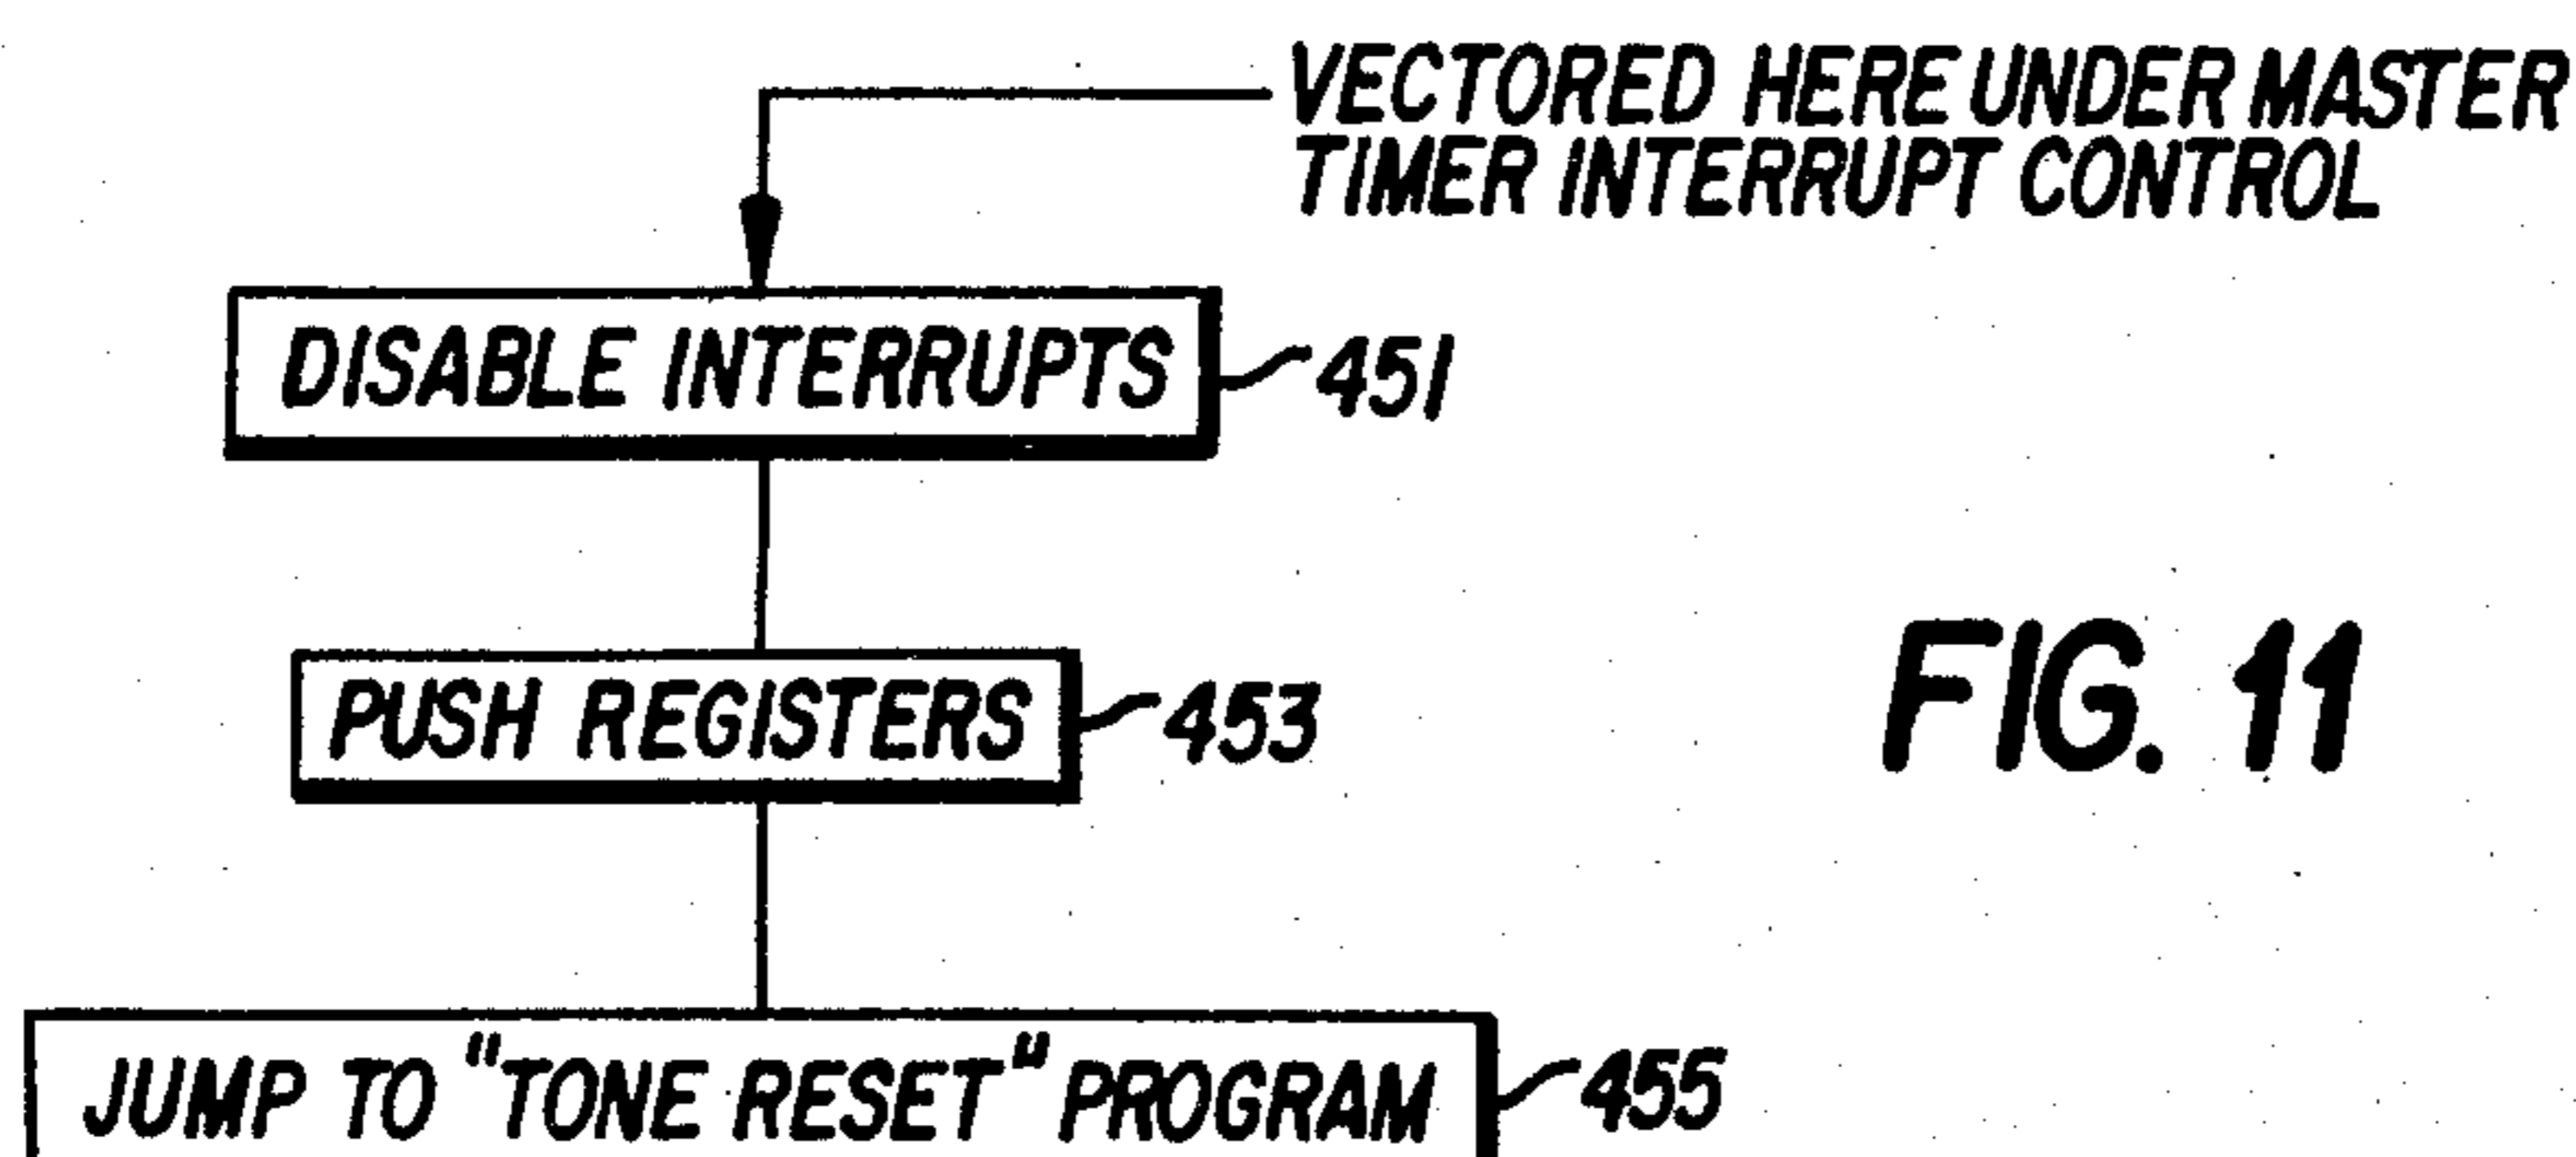 VECTORED HERE UNDER MASTER
TIMER INTERRUPT CONTROL
DISABLE INTERRUPTS 451
PUSH REGISTERS 453
FIG. 11
JUMP TO "TONE RESET" PROGRAM 455